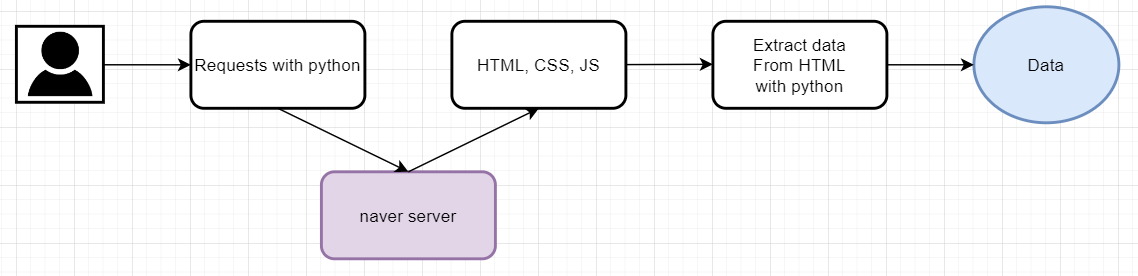 Requests with python
HTML, CSS, JS
Extract data
From HTML
with python
Data
naver server